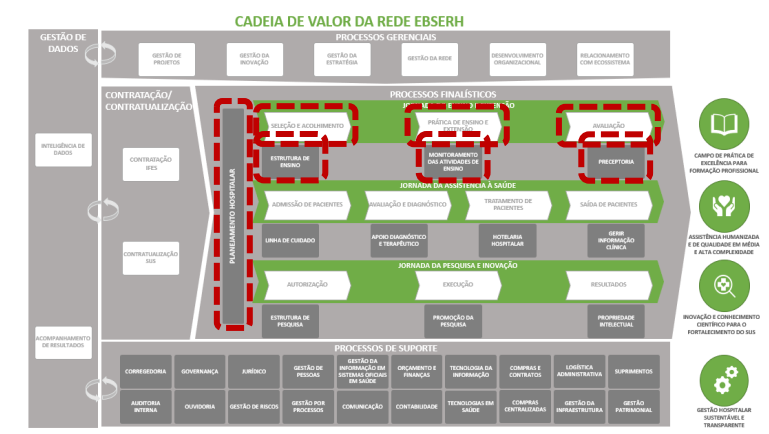 CADEIA DE VALOR DA REDE EBSERH
GESTÃO DE
DADOS
INTELIGÊNCIA DE
DADOS
ACOMPANHAMENTO
DE RESULTADOS
PROCESSOS GERENCIAIS
GESTÃO DE
PROJETOS
GESTÃO DA
INOVAÇÃO
GESTÃO DA
ESTRATÉGIA
GESTÃO DA REDE
DESENVOLVIMENTO
ORGANIZACIONAL
RELACIONAMENTO
COM ECOSSISTEMA
CONTRATAÇÃO/
CONTRATUALIZAÇÃO
CONTRATAÇÃO
IFES
CONTRATUALIZAÇÃO
SUS
PROCESSOS FINALÍSTICOS
PLANEJAMENTO HOSPITALAR
SELEÇÃO E ACOLHIMENTO
PRÁTICA DE ENSINO E
EXTENSÃO
AVALIAÇÃO
ESTRUTURA DE
ENSINO
MONITORAMENTO
DAS ATIVIDADES DE
ENSINO
PRECEPTORIA
JORNADA DA ASSISTÊNCIA À SAÚDE
ADMISSÃO DE PACIENTES
AVALIAÇÃO E DIAGNÓSTICO
TRATAMENTO DE
PACIENTES
SAÍDA DE PACIENTES
LINHA DE CUIDADO
APOIO DIAGNÓSTICO
E TERAPÊUTICO
HOTELARIA
HOSPITALAR
GERIR
INFORMAÇÃO
CLÍNICA
JORNADA DA PESQUISA E INOVAÇÃO
AUTORIZAÇÃO
EXECUÇÃO
RESULTADOS
ESTRUTURA DE
PESQUISA
PROMOÇÃO DA
PESQUISA
PROPRIEDADE
INTELECTUAL
PROCESSOS DE SUPORTE
CORREGEDORIA
GOVERNANÇA
JURÍDICO
GESTÃO DE
PESSOAS
GESTÃO DA
INFORMAÇÃO EM
SISTEMAS OFICIAIS
EM SAÚDE
ORÇAMENTO E
FINANÇAS
TECNOLOGIA DA
INFORMAÇÃO
COMPRAS E
CONTRATOS
LOGÍSTICA
ADMINISTRATIVA
SUPRIMENTOS
AUDITORIA
INTERNA
OUVIDORIA
GESTÃO DE RISCOS
GESTÃO POR
PROCESSOS
COMUNICAÇÃO
CONTABILIDADE
TECNOLOGIAS EM
SAÚDE
COMPRAS
CENTRALIZADAS
GESTÃO DA
INFRAESTRUTURA
GESTÃO
PATRIMONIAL
CAMPO DE PRÁTICA DE
EXCELÊNCIA PARA
FORMAÇÃO PROFISSIONAL
ASSISTÊNCIA HUMANIZADA
E DE QUALIDADE EM MÉDIA
E ALTA COMPLEXIDADE
INOVAÇÃO E CONHECIMENTO
CIENTÍFICO PARA O
FORTALECIMENTO DO SUS
GESTÃO HOSPITALAR
SUSTENTÁVEL E
TRANSPARENTE